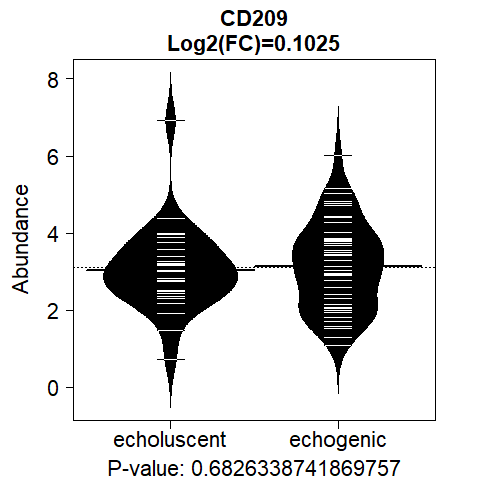 CD209
Log2(FC)=0.1025
Abundance
8
6
4
2
0
echoluscent echogenic
P-value: 0.6826338741869757